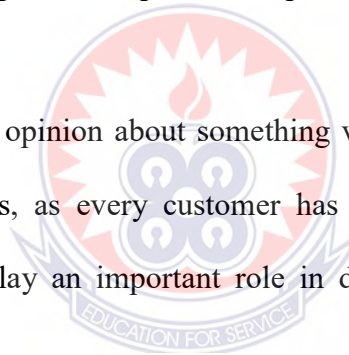 opinion about something w
s, as every customer has
lay an important role in d
EDUCATION FOR SERVICE